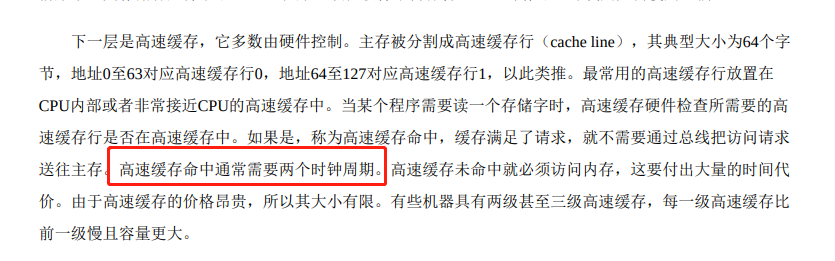 下一层是高速缓存，它多数由硬件控制。主存被分割成高速缓存行（cache line），其典型大小为64个字
节，地址0至63对应高速缓存行0，地址64至127对应高速缓存行1，以此类推。最常用的高速缓存行放置在
CPU内部或者非常接近CPU的高速缓存中。当某个程序需要读一个存储字时，高速缓存硬件检查所需要的高
速缓存行是否在高速缓存中。如果是，称为高速缓存命中，缓存满足了请求，就不需要通过总线把访问请求
送往主存。高速缓存命中通常需要两个时钟周期。高速缓存未命中就必须访问内存，这要付出大量的时间代
价。由于高速缓存的价格昂贵，所以其大小有限。有些机器具有两级甚至三级高速缓存，每一级高速缓存比
前一级慢且容量更大。